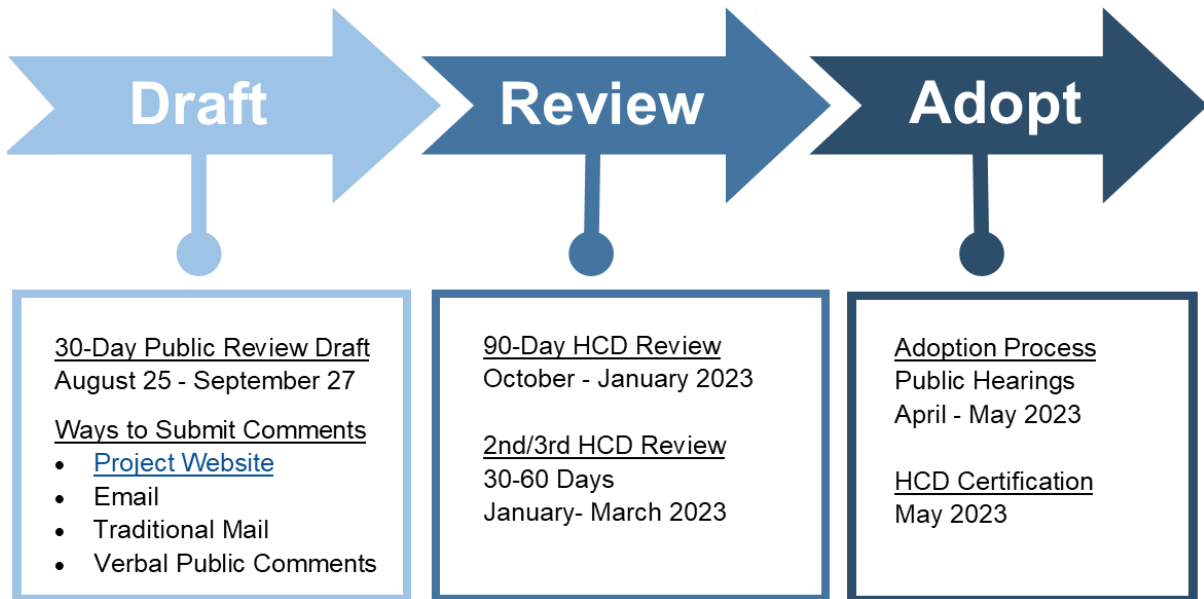 Draft
Review
Adopt
30-Day Public Review Draft
August 25 - September 27
Ways to Submit Comments
• Project Website
• Email
• Traditional Mail
• Verbal Public Comments
90-Day HCD Review
October - January 2023
2nd/3rd HCD Review
30-60 Days
January- March 2023
Adoption Process
Public Hearings
April - May 2023
HCD Certification
May 2023